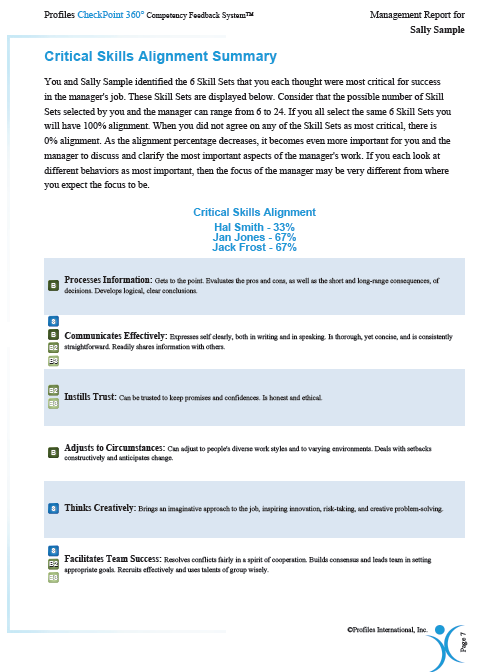 Profiles CheckPoint 360° Competency Feedback System™
Management Report for
Sally Sample
Critical Skills Alignment Summary
You and Sally Sample identified the 6 Skill Sets that you each thought were most critical for success
in the manager's job. These Skill Sets are displayed below. Consider that the possible number of Skill
Sets selected by you and the manager can range from 6 to 24. If you all select the same 6 Skill Sets you
will have 100% alignment. When you did not agree on any of the Skill Sets as most critical, there is
0% alignment. As the alignment percentage decreases, it becomes even more important for you and the
manager to discuss and clarify the most important aspects of the manager's work. If you each look at
different behaviors as most important, then the focus of the manager may be very different from where
you expect the focus to be.
Critical Skills Alignment
Hal Smith - 33%
Jan Jones - 67%
Jack Frost - 67%
B
Processes Information: Gets to the point. Evaluates the pros and cons, as well as the short and long-range consequences, of
decisions. Develops logical, clear conclusions.
S
B
B2
B3
Communicates Effectively: Expresses self clearly, both in writing and in speaking. Is thorough, yet concise, and is consistently
straightforward. Readily shares information with others.
B2
B3
Instills Trust: Can be trusted to keep promises and confidences. Is honest and ethical.
B
Adjusts to Circumstances: Can adjust to people's diverse work styles and to varying environments. Deals with setbacks
constructively and anticipates change.
S
Thinks Creatively: Brings an imaginative approach to the job, inspiring innovation, risk-taking, and creative problem-solving.
S
B2
B3
Facilitates Team Success: Resolves conflicts fairly in a spirit of cooperation. Builds consensus and leads team in setting
appropriate goals. Recruits effectively and uses talents of group wisely.
©Profiles International, Inc.
Page 7